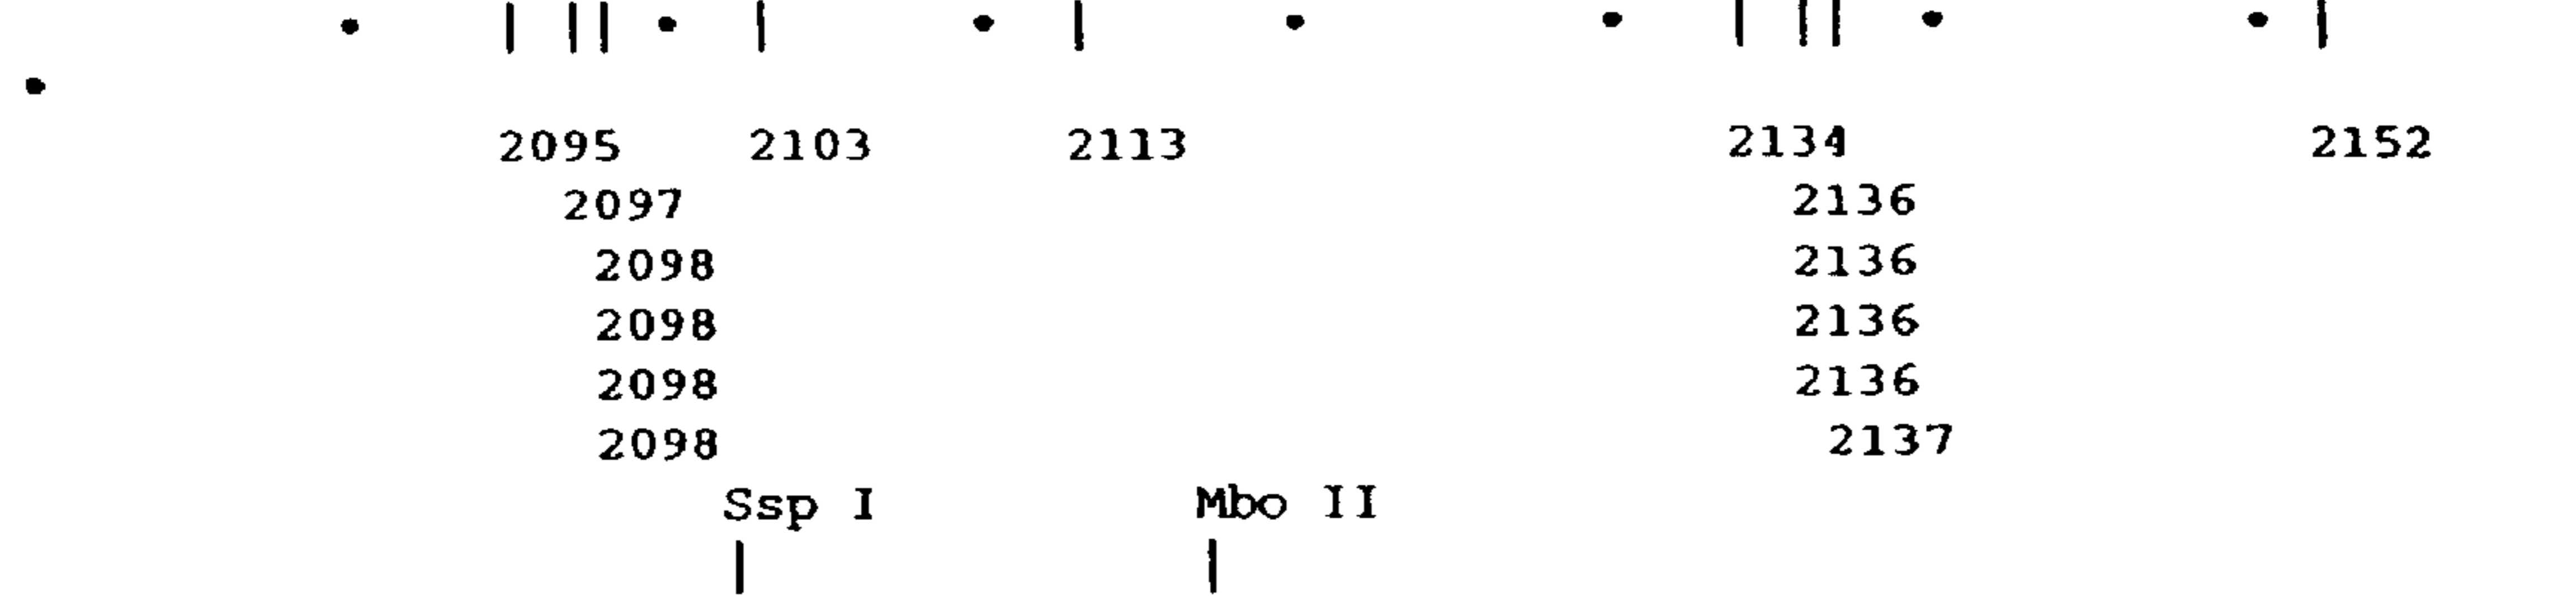 • | || • | • | • • | || • • |
•
2095 2103 2113 2134 2152
2097 2136
2098 2136
2098 2136
2098 2136
2098 2137
Ssp I Mbo II
| |